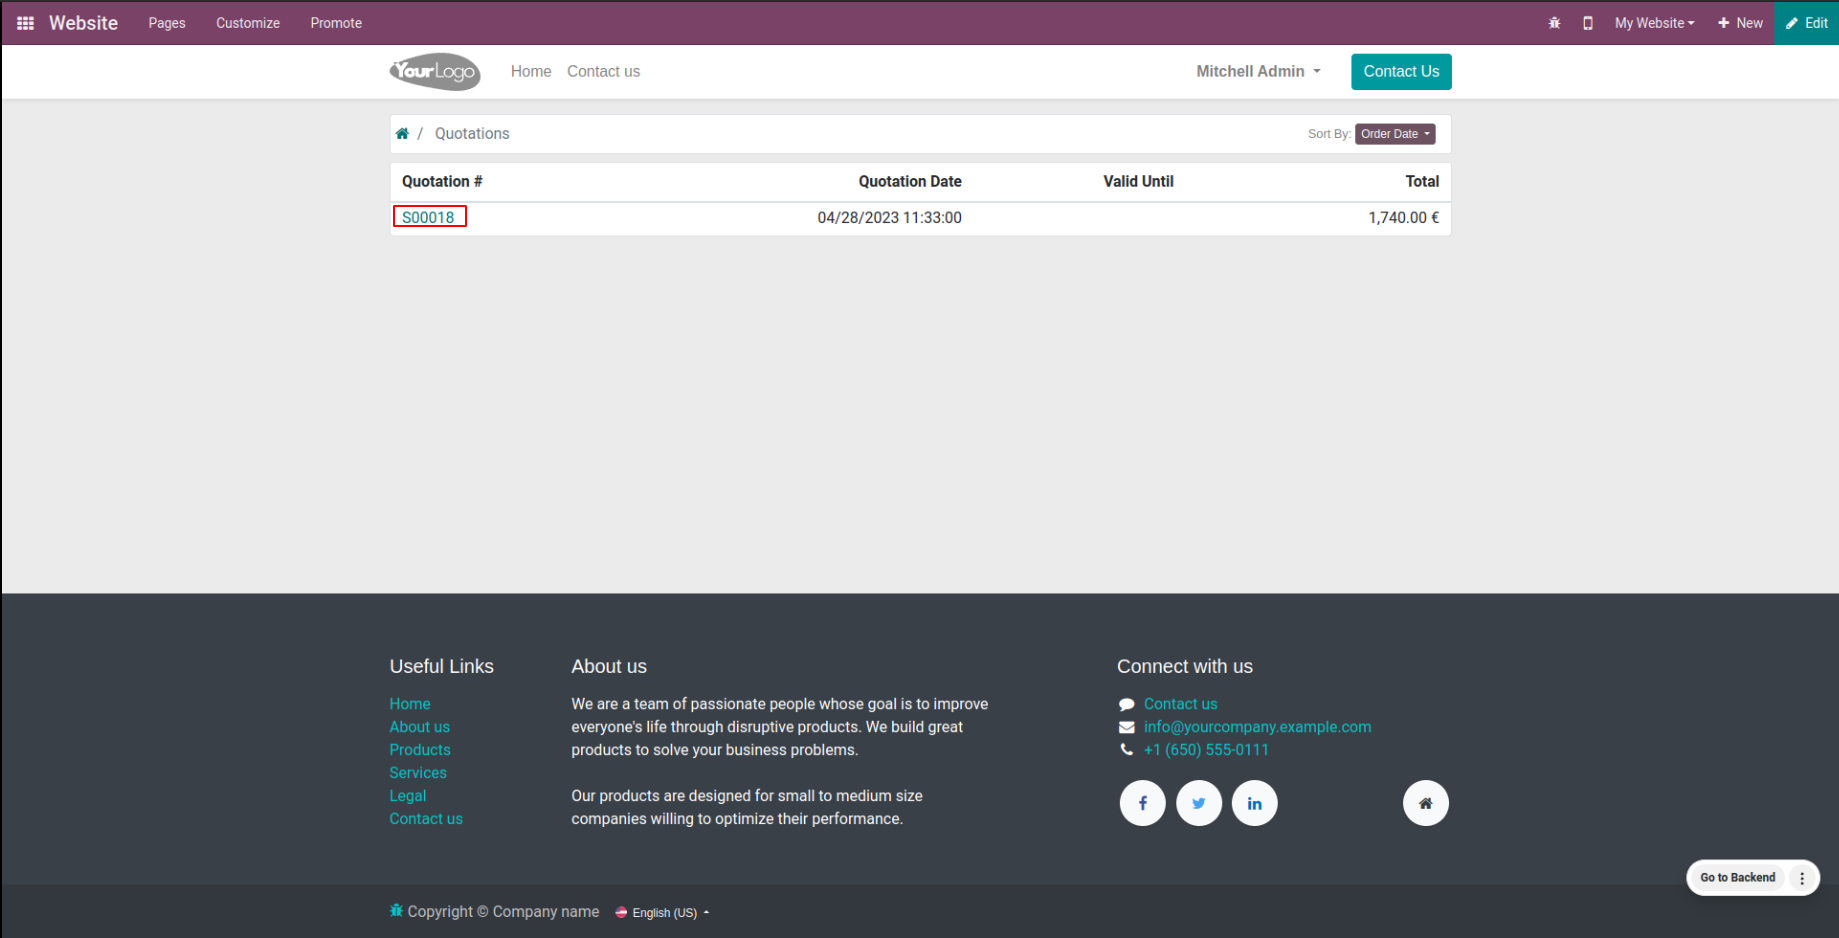 Website Pages Customize Promote My Website New Edit
YourLogo Home Contact us Mitchell Admin Contact Us
/ Quotations Sort By: Order Date
Quotation # Quotation Date Valid Until Total
S00018 04/28/2023 11:33:00 1,740.00 €
Useful Links
Home
About us
Products
Services
Legal
Contact us
About us
We are a team of passionate people whose goal is to improve
everyone's life through disruptive products. We build great
products to solve your business problems.
Our products are designed for small to medium size
companies willing to optimize their performance.
Connect with us
Contact us
info@yourcompany.example.com
+1 (650) 555-0111
Go to Backend
Copyright © Company name English (US)